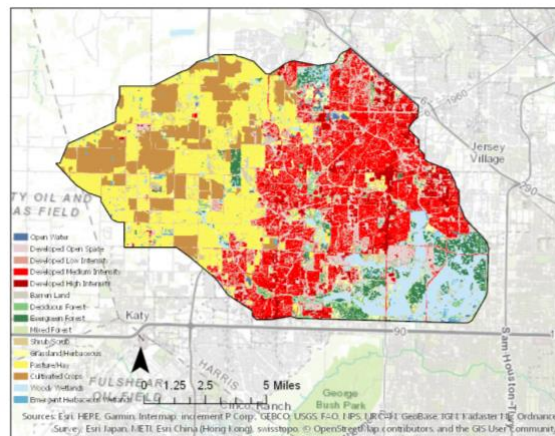 1960
Jersey
Village
290
TY OIL AND
AS FIELD
Open Water
Developed Open Space
Developed Low Intensity
Developed Medium Intensity
Developed High Intensity
Barren Land
Deciduous Forest
Evergreen Forest
Mixed Forest
Shrub/Scrub
Grassland/Herbaceous
Pasture/Hay
Cultivated Crops
Woody Wetlands
Emergent Herbaceous Wetlands
Katy
90
HARRIS
Sam-Houston-Tollway
0 1.25 2.5 5 Miles
FULSHEAR
Cinco Ranch
George
Bush Park
Sources: Esri, HERE, Garmin, Intermap, increment P Corp., GEBCO, USGS, FAO, NPS, NRCAN, GeoBase, IGN, Kadaster NL, Ordnance
Survey, Esri Japan, METI, Esri China (Hong Kong), swisstopo, © OpenStreetMap contributors, and the GIS User Community